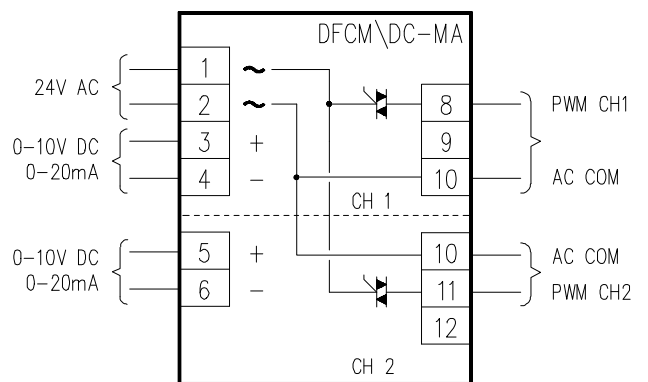 DFCM\DC-MA
24V AC
1 ~
2 ~
0-10V DC
0-20mA
3 +
4 -
8 PWM CH1
9
10 AC COM
CH 1
0-10V DC
0-20mA
5 +
6 -
10 AC COM
11 PWM CH2
12
CH 2